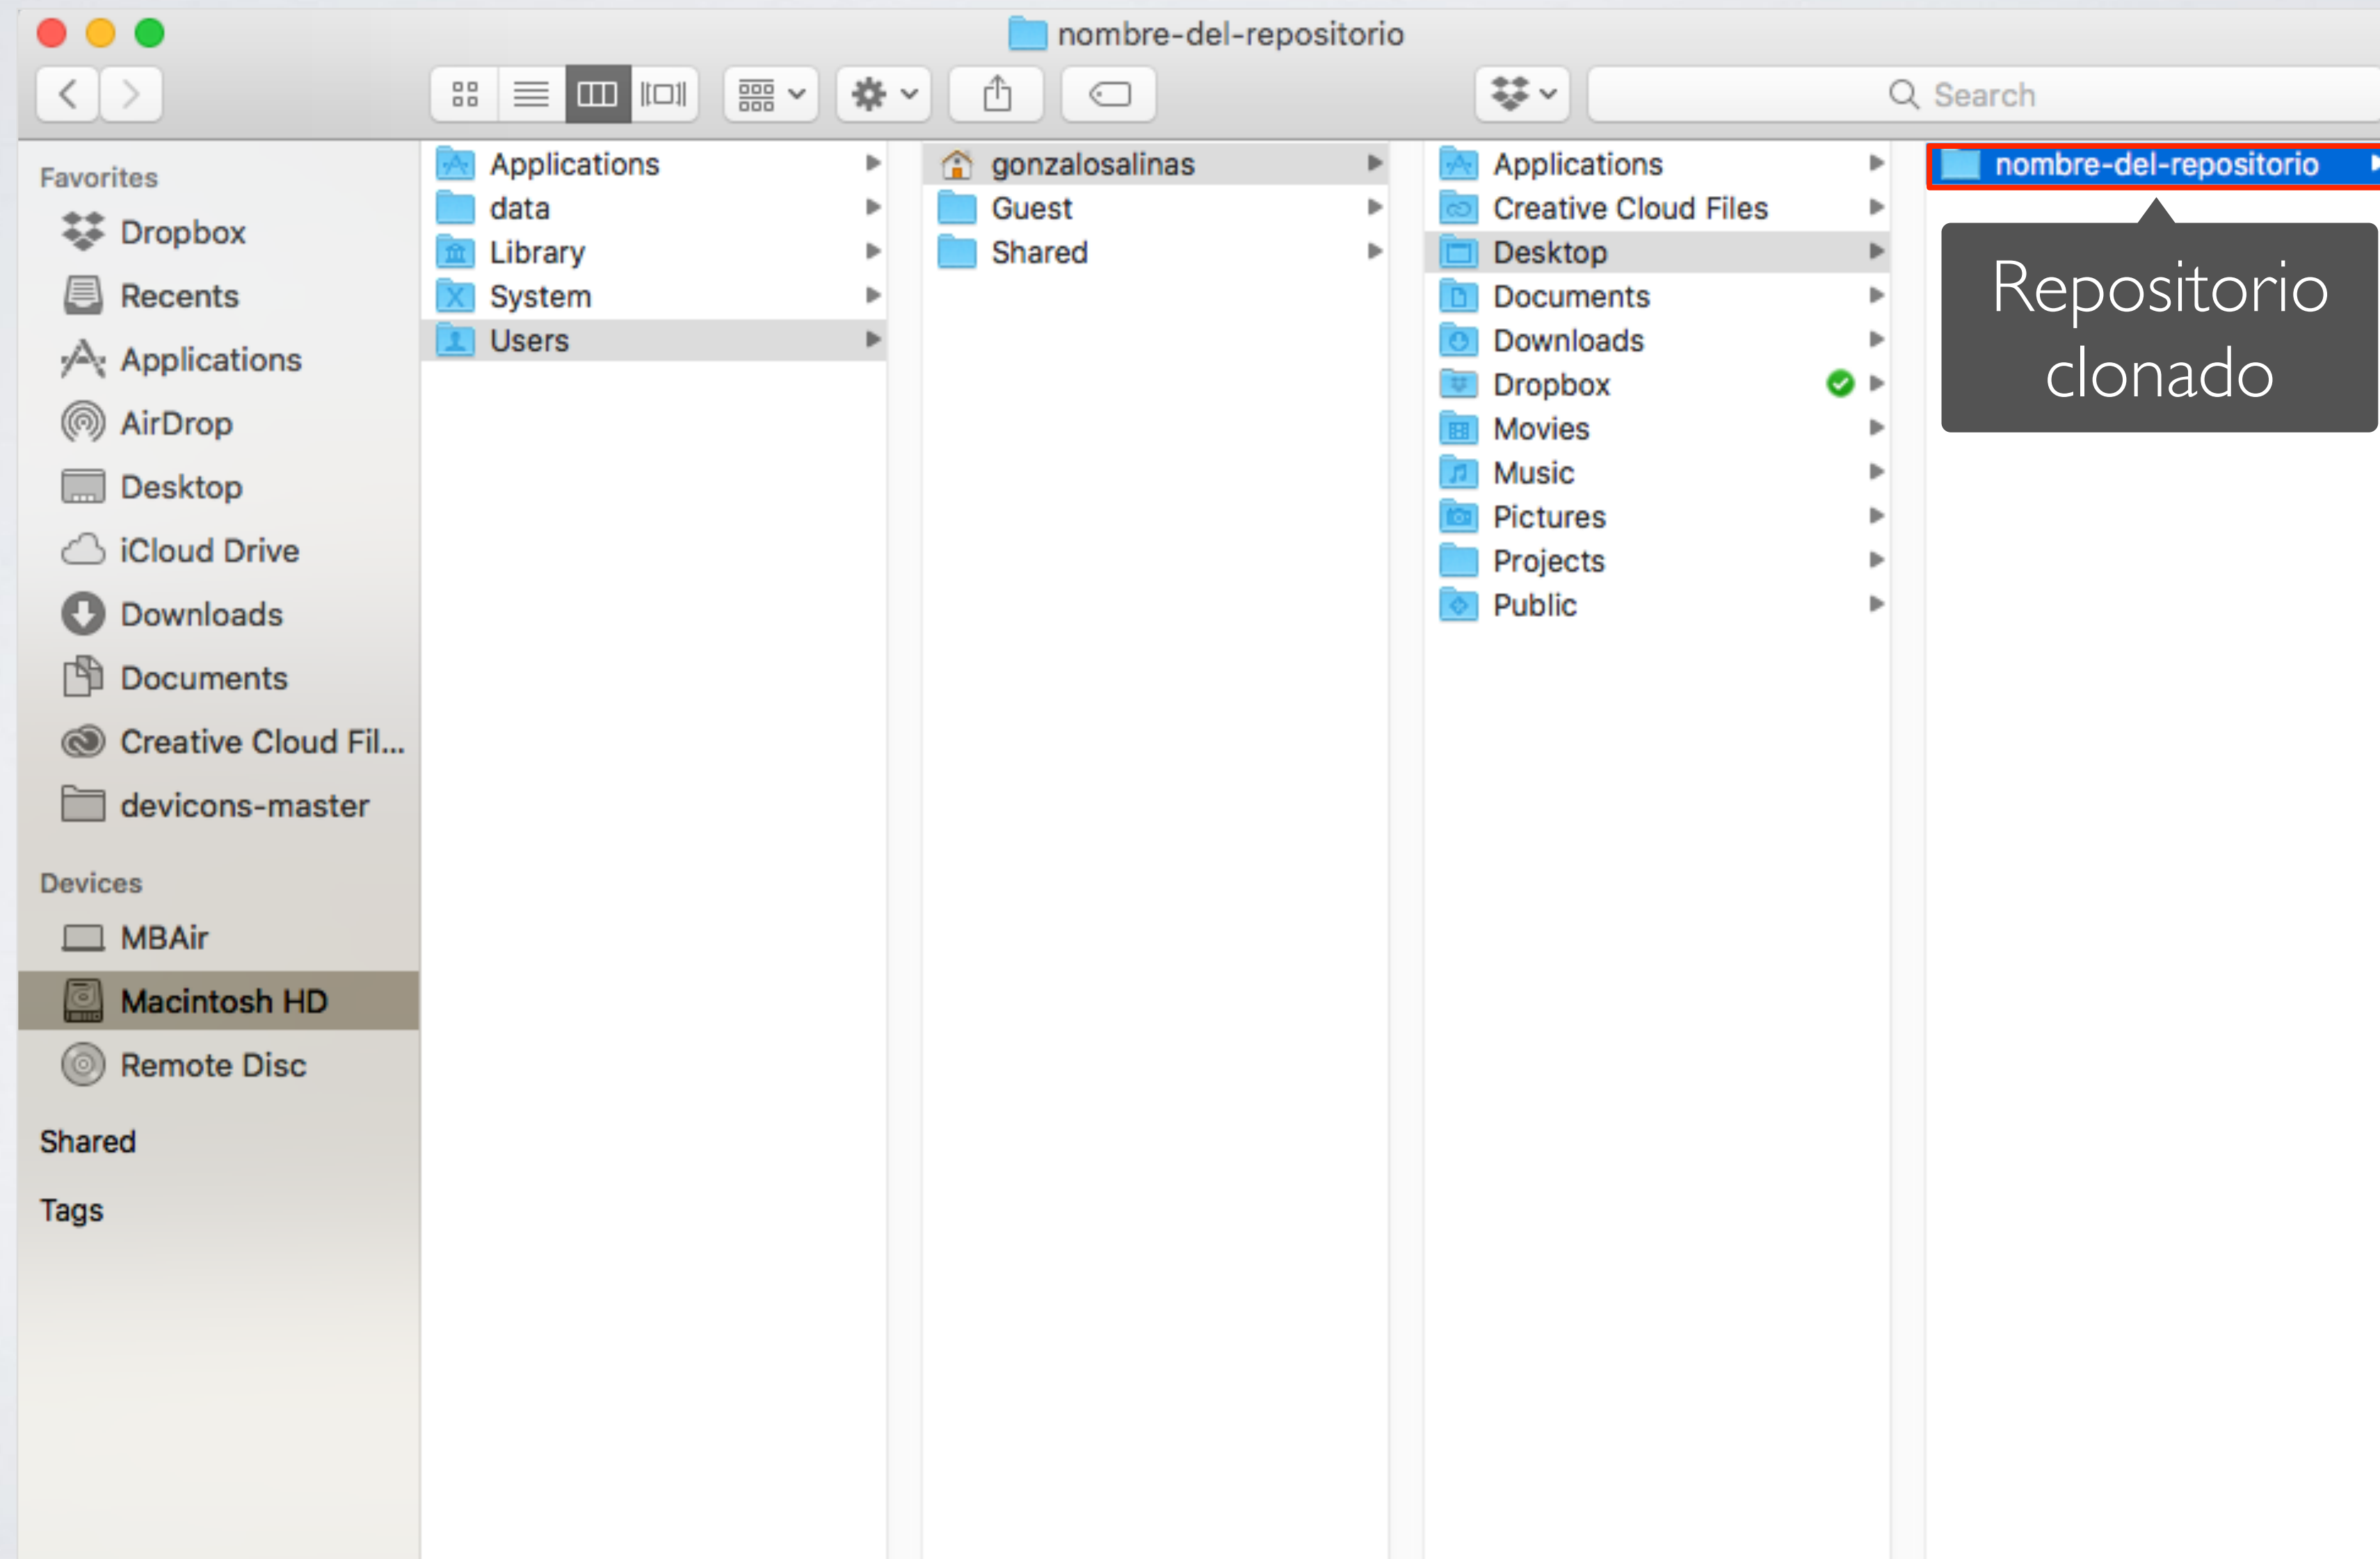 nombre-del-repositorio
Search
Favorites
Dropbox
Recents
Applications
AirDrop
Desktop
iCloud Drive
Downloads
Documents
Creative Cloud Fil...
devicons-master
Devices
MBAir
Macintosh HD
Remote Disc
Shared
Tags
Applications
data
Library
System
Users
gonzalosalinas
Guest
Shared
Applications
Creative Cloud Files
Desktop
Documents
Downloads
Dropbox
Movies
Music
Pictures
Projects
Public
nombre-del-repositorio
Repositorio
clonado